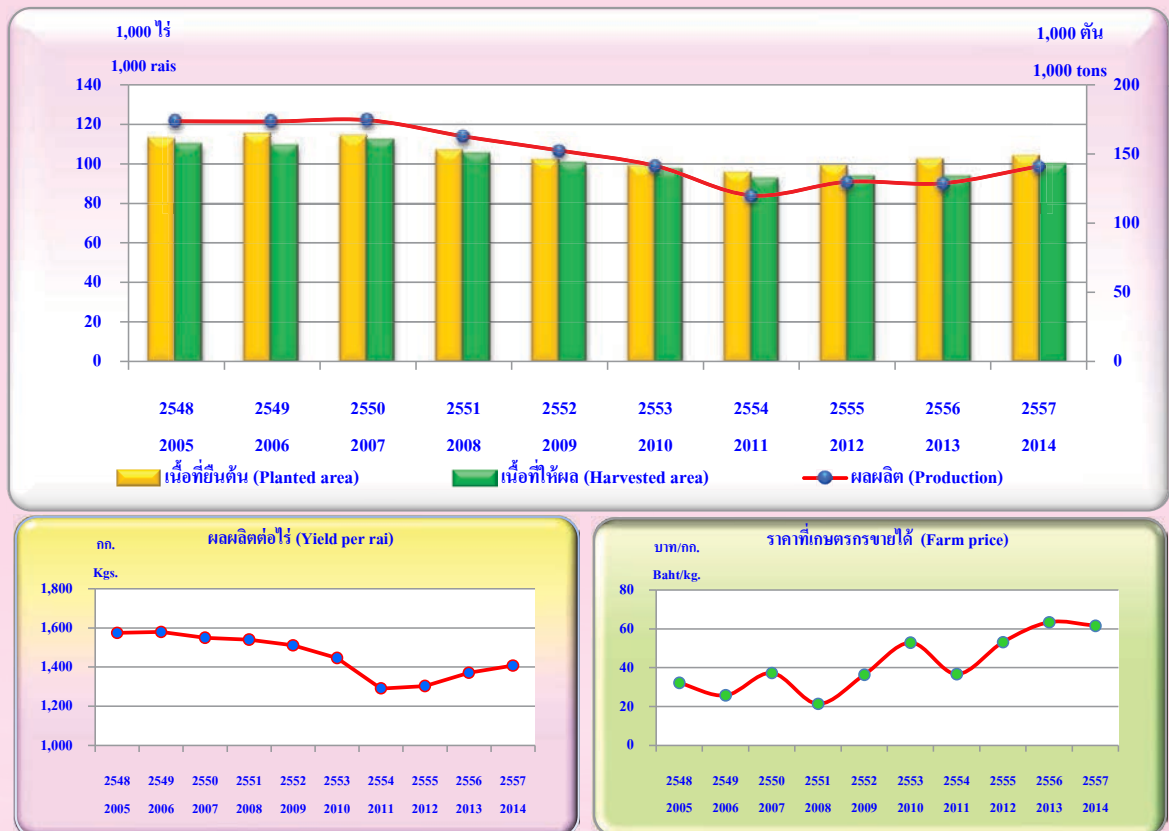 1,000 ไร่
1,000 rais
1,000 ตัน
1,000 tons
140
120
100
80
60
40
20
0
200
150
100
50
0
2548 2549 2550 2551 2552 2553 2554 2555 2556 2557
2005 2006 2007 2008 2009 2010 2011 2012 2013 2014
เนื้อที่ยืนต้น (Planted area) เนื้อที่ให้ผล (Harvested area) ผลผลิต (Production)
ผลผลิตต่อไร่ (Yield per rai)
กก.
Kgs.
1,800
1,600
1,400
1,200
1,000
2548 2549 2550 2551 2552 2553 2554 2555 2556 2557
2005 2006 2007 2008 2009 2010 2011 2012 2013 2014
ราคาที่เกษตรกรขายได้ (Farm price)
บาท/กก.
Baht/kg.
80
60
40
20
0
2548 2549 2550 2551 2552 2553 2554 2555 2556 2557
2005 2006 2007 2008 2009 2010 2011 2012 2013 2014